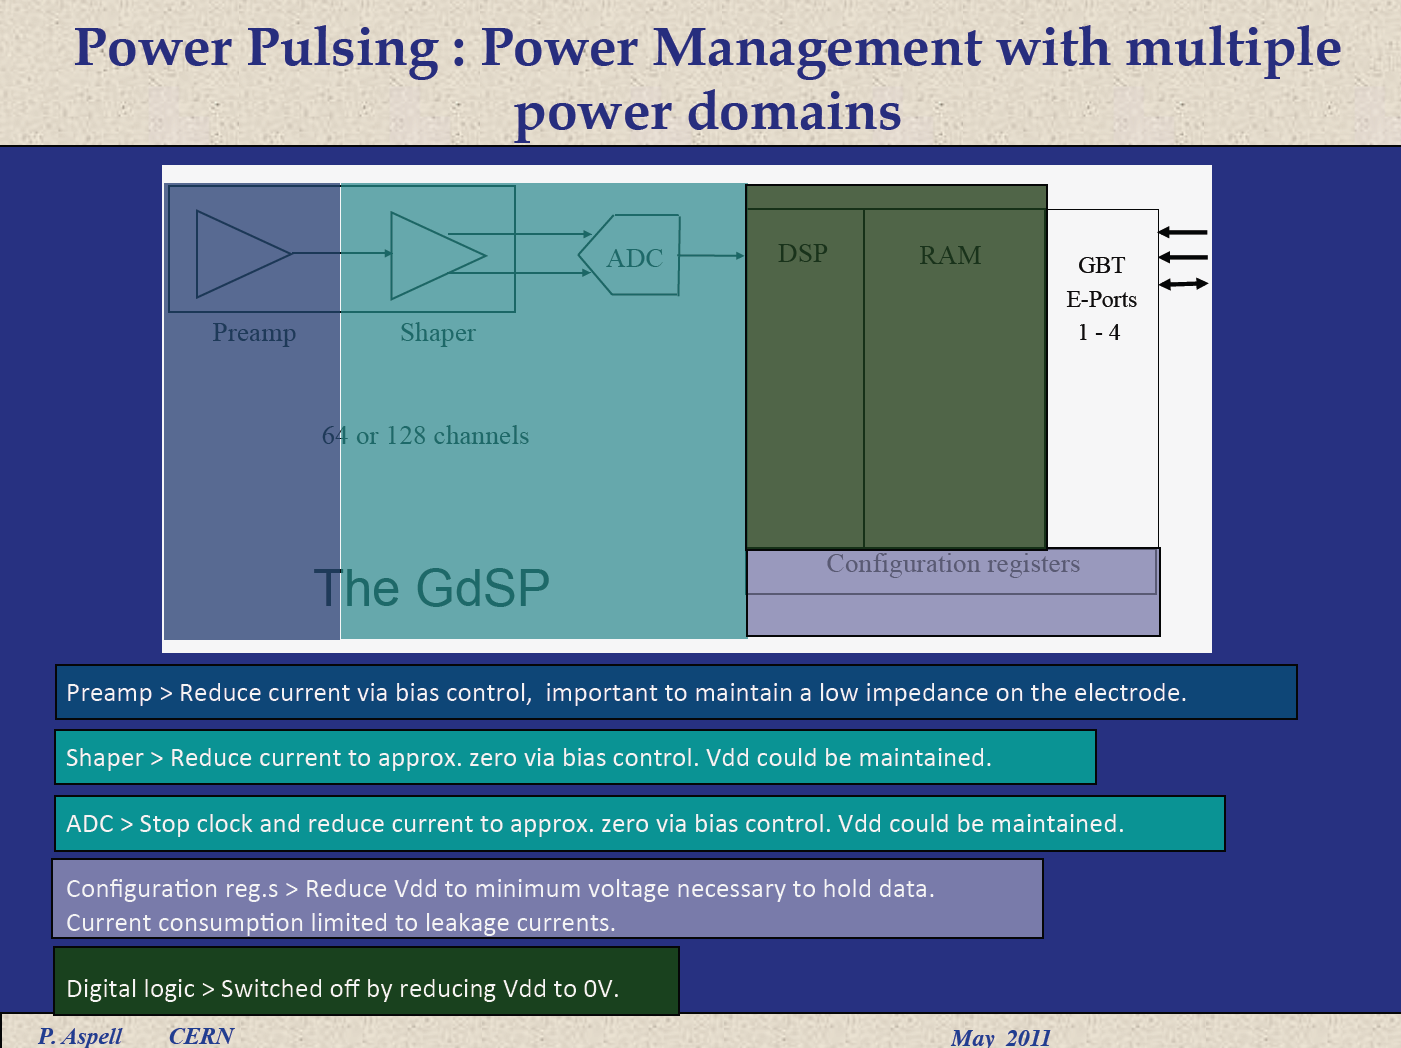 Power Pulsing : Power Management with multiple
power domains
ADC
DSP
RAM
GBT
E-Ports
1 - 4
Preamp
Shaper
64 or 128 channels
The GdSP
Configuration registers
Preamp > Reduce current via bias control,  important to maintain a low impedance on the electrode.
Shaper > Reduce current to approx. zero via bias control. Vdd could be maintained.
ADC > Stop clock and reduce current to approx. zero via bias control. Vdd could be maintained.
Configuration reg.s > Reduce Vdd to minimum voltage necessary to hold data.
Current consumption limited to leakage currents.
Digital logic > Switched off by reducing Vdd to 0V.
P. Aspell CERN May 2011